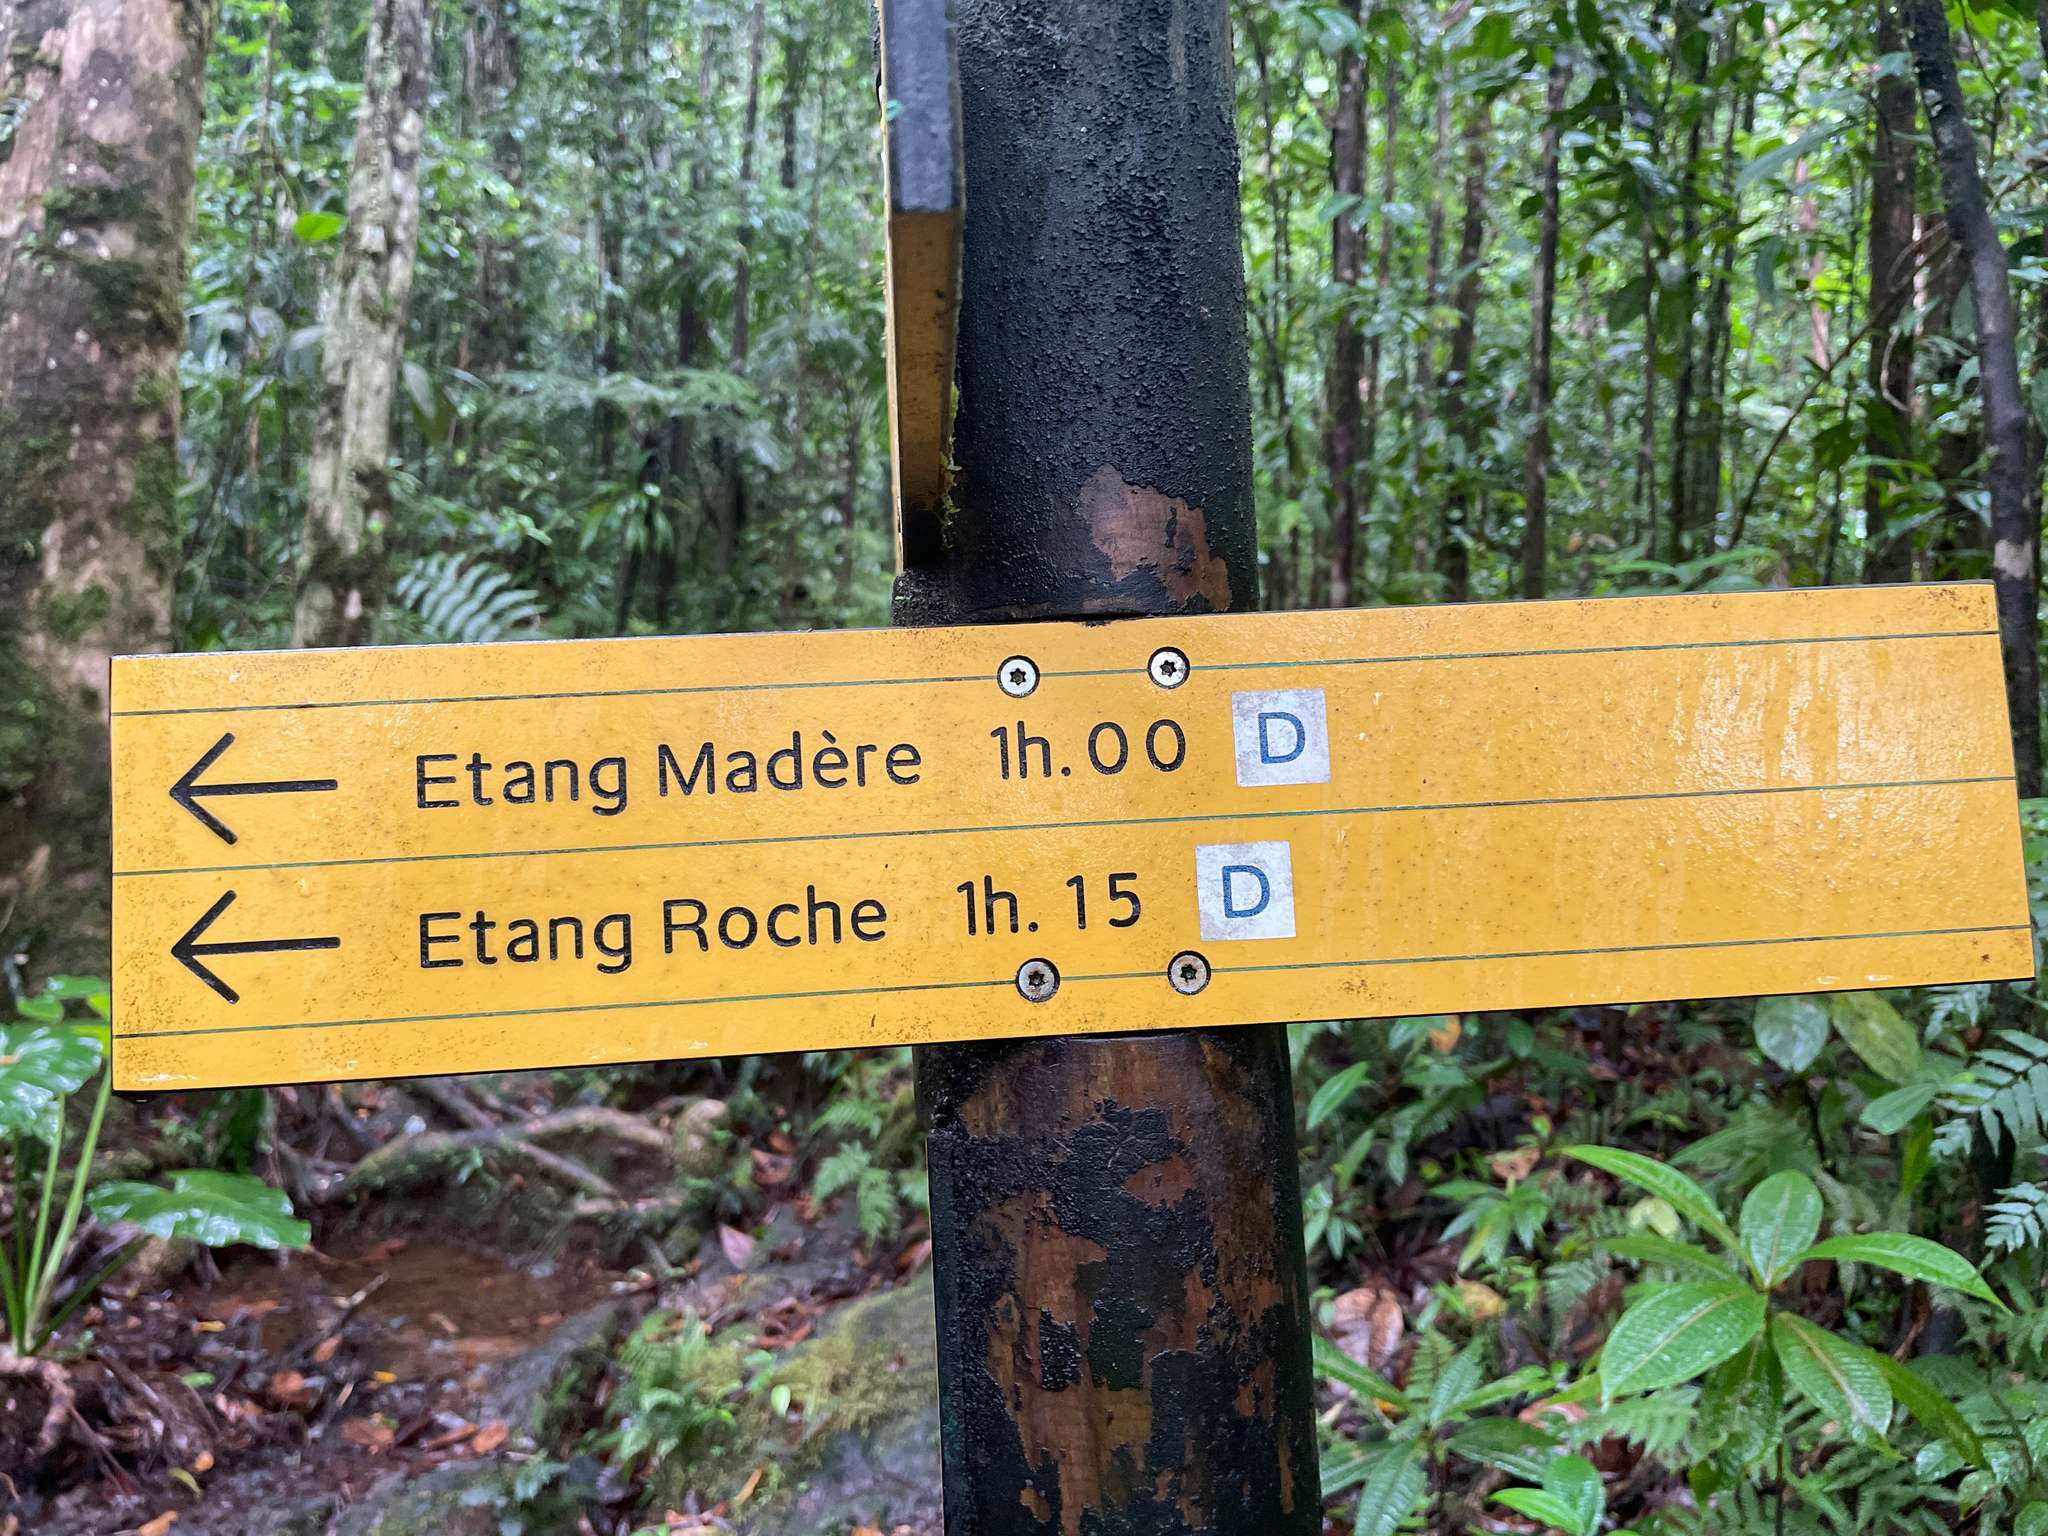 ← Etang Madère 1h.00 D
← Etang Roche 1h.15 D